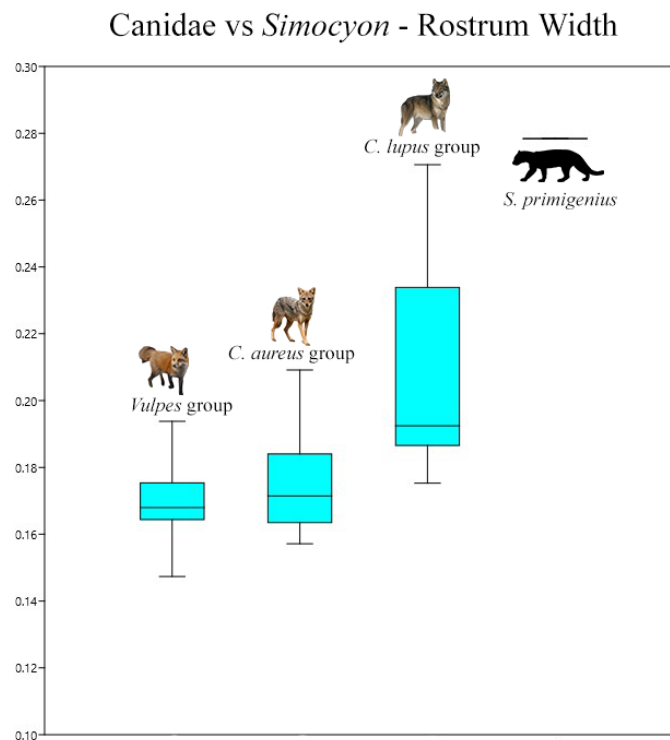 Canidae vs Simocyon - Rostrum Width
0.30
0.28
C. lupus group
0.26
S. primigenius
0.24
0.22
C. aureus group
0.20
Vulpes group
0.18
0.16
0.14
0.12
0.10